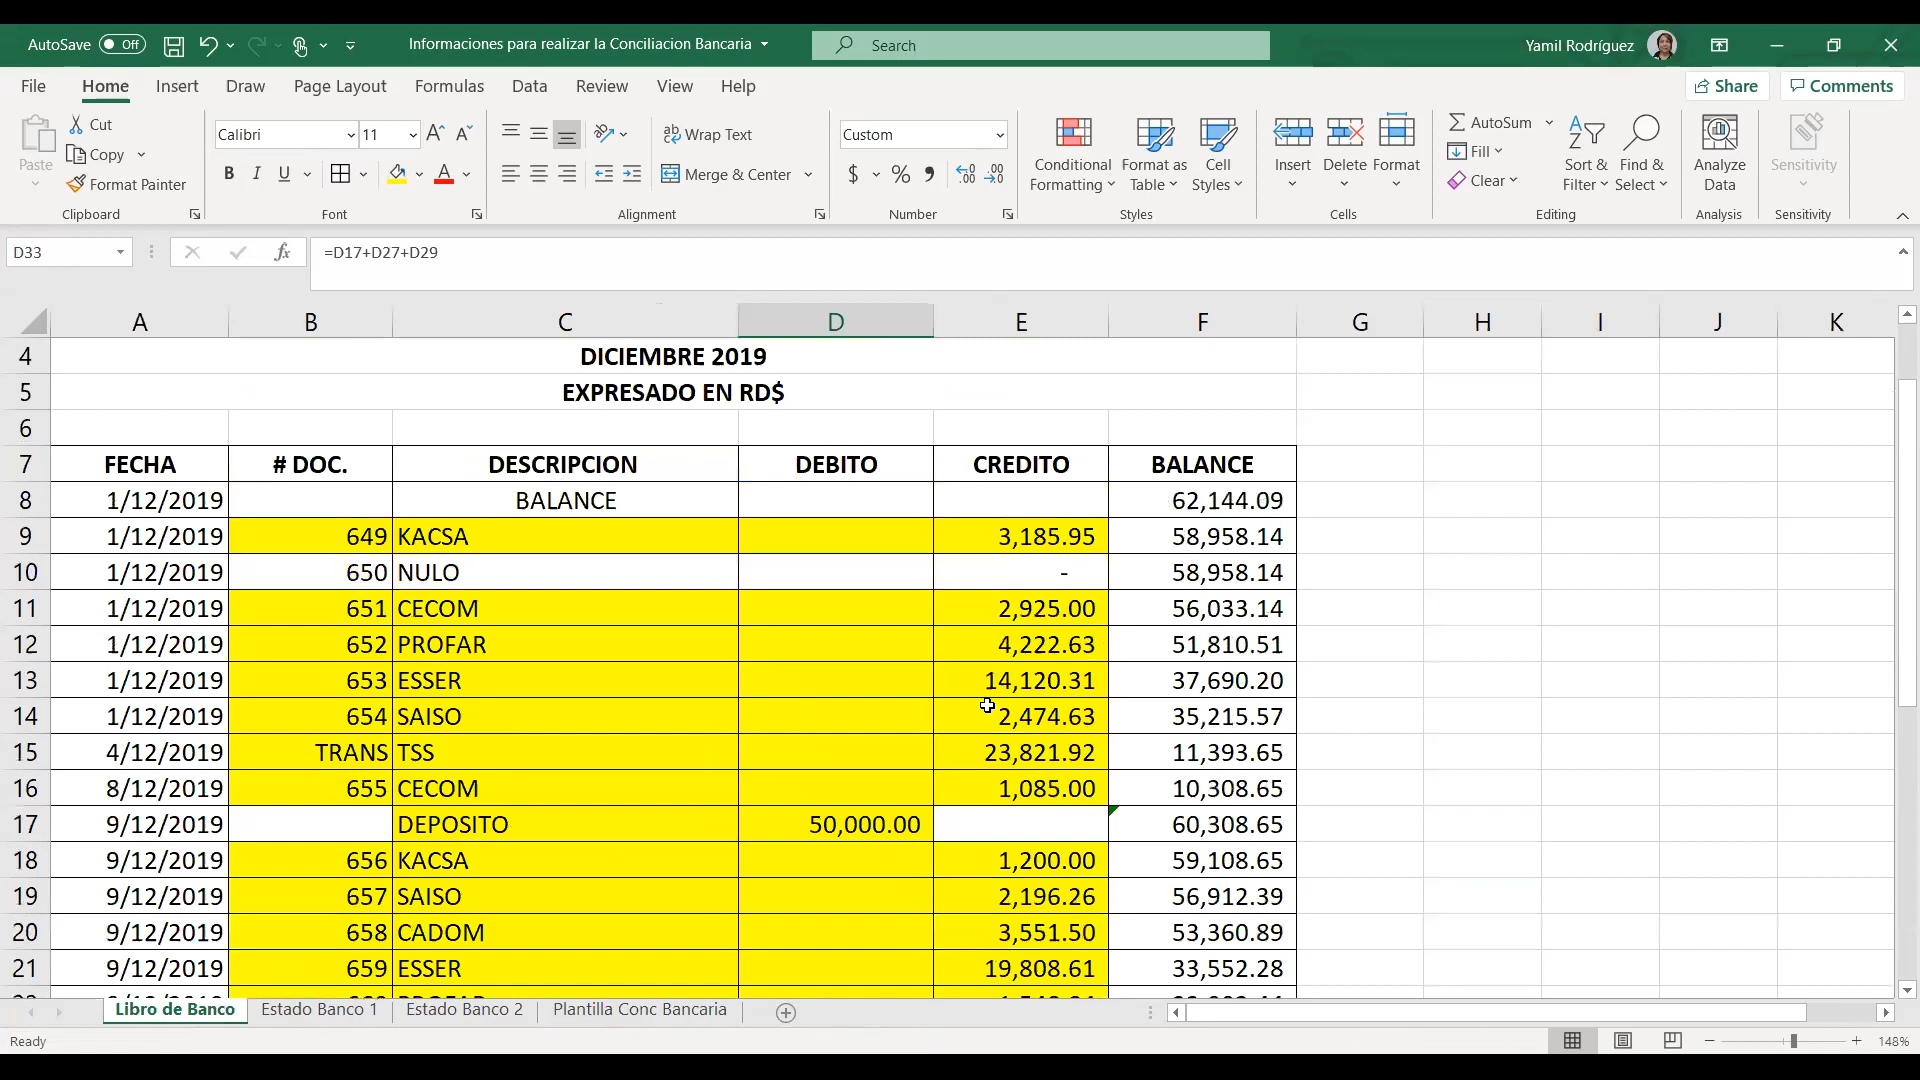 AutoSave Off Informaciones para realizar la Conciliacion Bancaria Search Yamil Rodríguez
File Home Insert Draw Page Layout Formulas Data Review View Help Share Comments
Paste Cut Copy Format Painter
Clipboard
Calibri 11
B I U A
Font
Wrap Text
Merge & Center
Alignment
Custom
$ % 9
Number
Conditional Formatting Format as Table Cell Styles
Styles
Insert Delete Format
Cells
AutoSum Fill Clear Sort & Filter Find & Select
Editing
Analyze Data
Analysis
Sensitivity
Sensitivity
D33 fx =D17+D27+D29
A B C D E F G H I J K
4 DICIEMBRE 2019
5 EXPRESADO EN RD$
6
7 FECHA # DOC. DESCRIPCION DEBITO CREDITO BALANCE
8 1/12/2019 BALANCE 62,144.09
9 1/12/2019 649 KACSA 3,185.95 58,958.14
10 1/12/2019 650 NULO - 58,958.14
11 1/12/2019 651 CECOM 2,925.00 56,033.14
12 1/12/2019 652 PROFAR 4,222.63 51,810.51
13 1/12/2019 653 ESSER 14,120.31 37,690.20
14 1/12/2019 654 SAISO 2,474.63 35,215.57
15 4/12/2019 TRANS TSS 23,821.92 11,393.65
16 8/12/2019 655 CECOM 1,085.00 10,308.65
17 9/12/2019 DEPOSITO 50,000.00 60,308.65
18 9/12/2019 656 KACSA 1,200.00 59,108.65
19 9/12/2019 657 SAISO 2,196.26 56,912.39
20 9/12/2019 658 CADOM 3,551.50 53,360.89
21 9/12/2019 659 ESSER 19,808.61 33,552.28
Libro de Banco Estado Banco 1 Estado Banco 2 Plantilla Conc Bancaria
Ready 148%